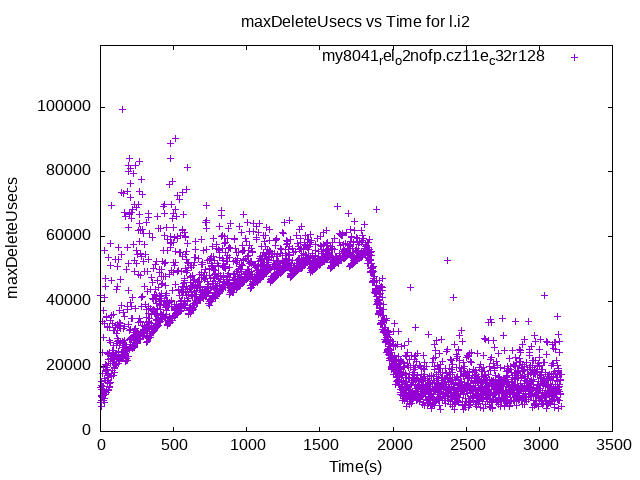 maxDeleteUsecs vs Time for l.i2
my8041relo2nofp.cz11ec32r128
maxDeleteUsecs
100000
80000
60000
40000
20000
0
0 500 1000 1500 2000 2500 3000 3500
Time(s)